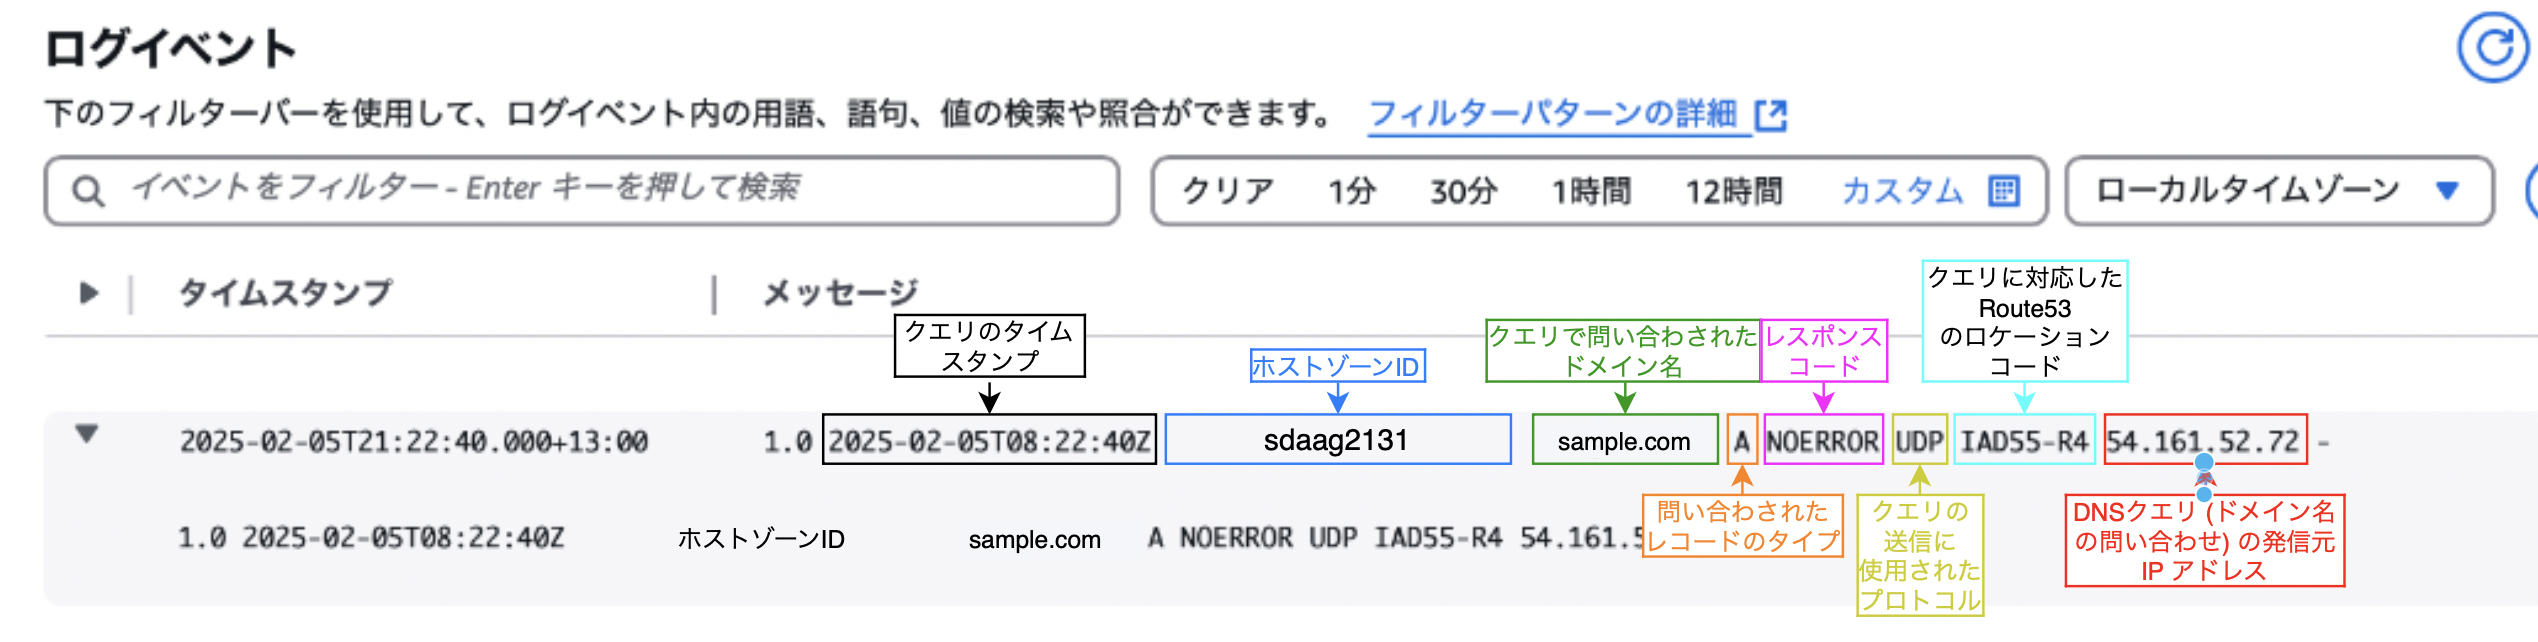 ログイベント
下のフィルターバーを使用して、ログイベント内の用語、語句、値の検索や照合ができます。 フィルターパターンの詳細
イベントをフィルター - Enter キーを押して検索
クリア 1分 30分 1時間 12時間 カスタム ローカルタイムゾーン
タイムスタンプ メッセージ
クエリのタイム
スタンプ
ホストゾーンID
クエリで問い合わされた
ドメイン名
レスポンス
コード
クエリに対応した
Route53
のロケーション
コード
2025-02-05T21:22:40.000+13:00 1.0 2025-02-05T08:22:40Z sdaag2131 sample.com A NOERROR UDP IAD55-R4 54.161.52.72 -
1.0 2025-02-05T08:22:40Z ホストゾーンID sample.com A NOERROR UDP IAD55-R4 54.161.5
問い合わされた
レコードのタイプ
クエリの
送信に
使用された
プロトコル
DNSクエリ (ドメイン名
の問い合わせ) の発信元
IP アドレス